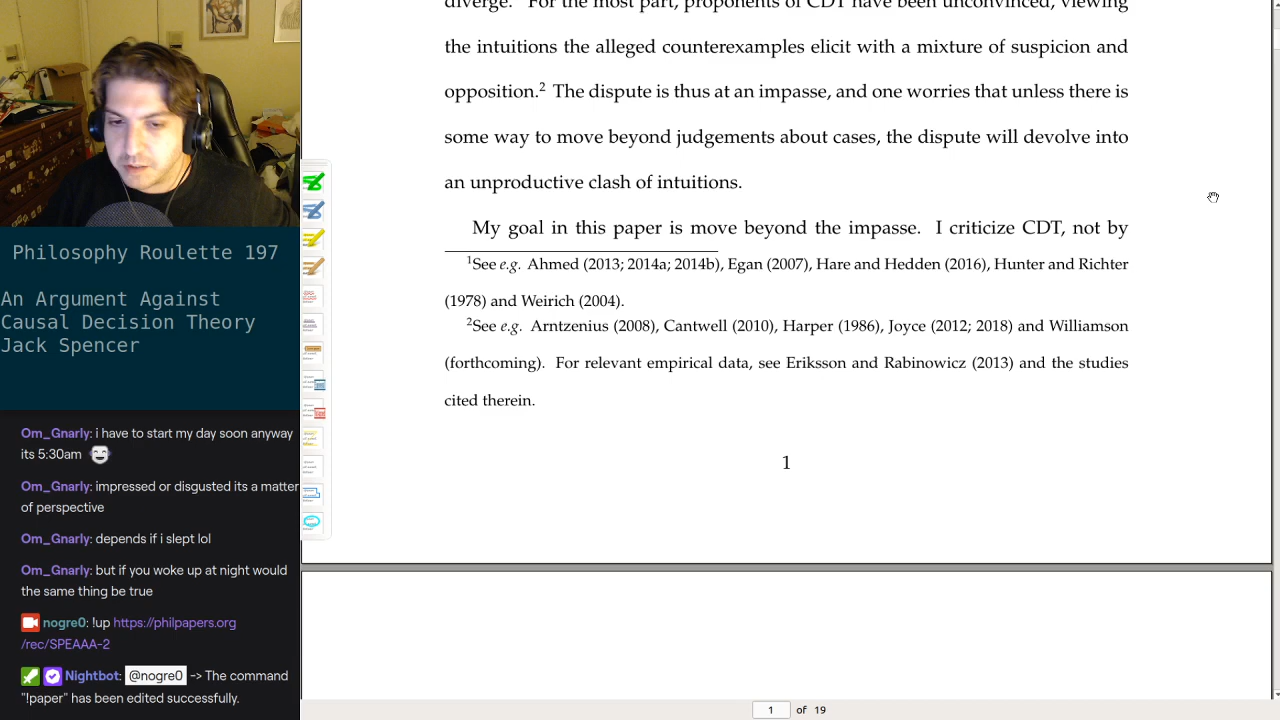 diverge. For the most part, proponents of CDT have been unconvinced, viewing
the intuitions the alleged counterexamples elicit with a mixture of suspicion and
opposition.² The dispute is thus at an impasse, and one worries that unless there is
some way to move beyond judgements about cases, the dispute will devolve into
an unproductive clash of intuitions.
My goal in this paper is move beyond the impasse. I criticize CDT, not by
¹See e.g. Ahmed (2013; 2014a; 2014b), Egan (2007), Hare and Hedden (2016), Hunter and Richter
(1978) and Weirich (2004).
²See e.g. Arntzenius (2008), Cantwell (2010), Harper (1986), Joyce (2012; 2018) and Williamson
(forthcoming). For relevant empirical data, see Eriksson and Rabinowicz (2013) and the studies
cited therein.
1
1 of 19
Philosophy Roulette 197
An Argument Against
Causal Decision Theory
Jack Spencer
Om_Gnarly: i have to start my day soon anyway
its 5:30am
Om_Gnarly: impressed or disgusted its a matte
of perspective
Om_Gnarly: depends if i slept lol
Om_Gnarly: but if you woke up at night would
the same thing be true
nogre0: !up https://philpapers.org
/rec/SPEAAA-2
Nightbot: @nogre0 -> The command
"!paper" has been edited successfully.